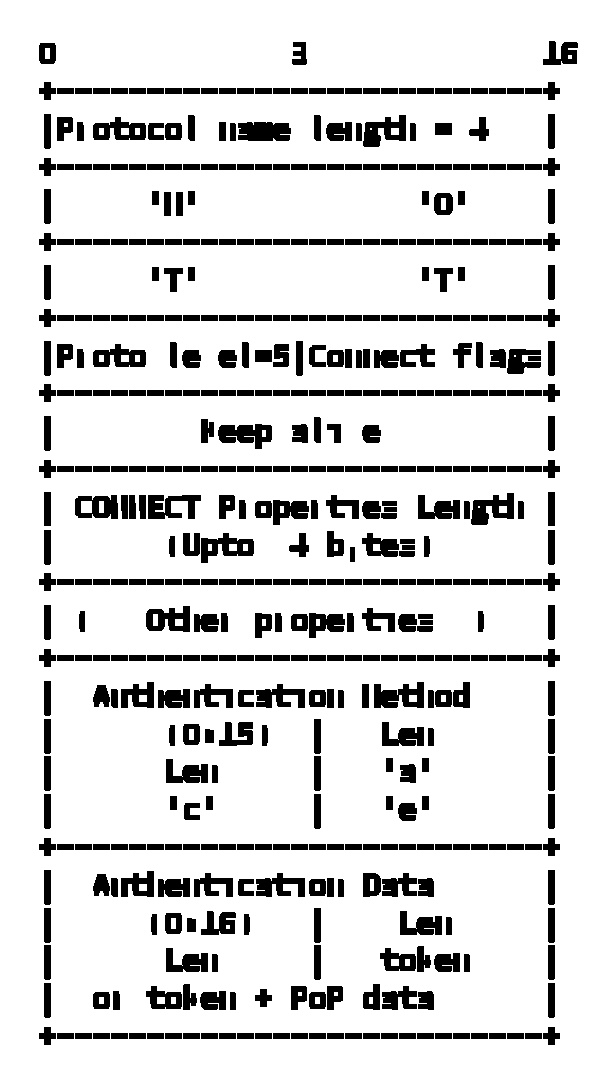 0 8 16
Protocol name length = 4
'M' 'Q'
'T' 'T'
Proto level=5|Connect flags
Keep alive
CONNECT Properties Length
(Upto 4 bytes)
( Other properties )
Authentication Method
(0x15) | Len
Len | 'a'
'c' | 'e'
Authentication Data
(0x16) | Len
Len | token
or token + PoP data